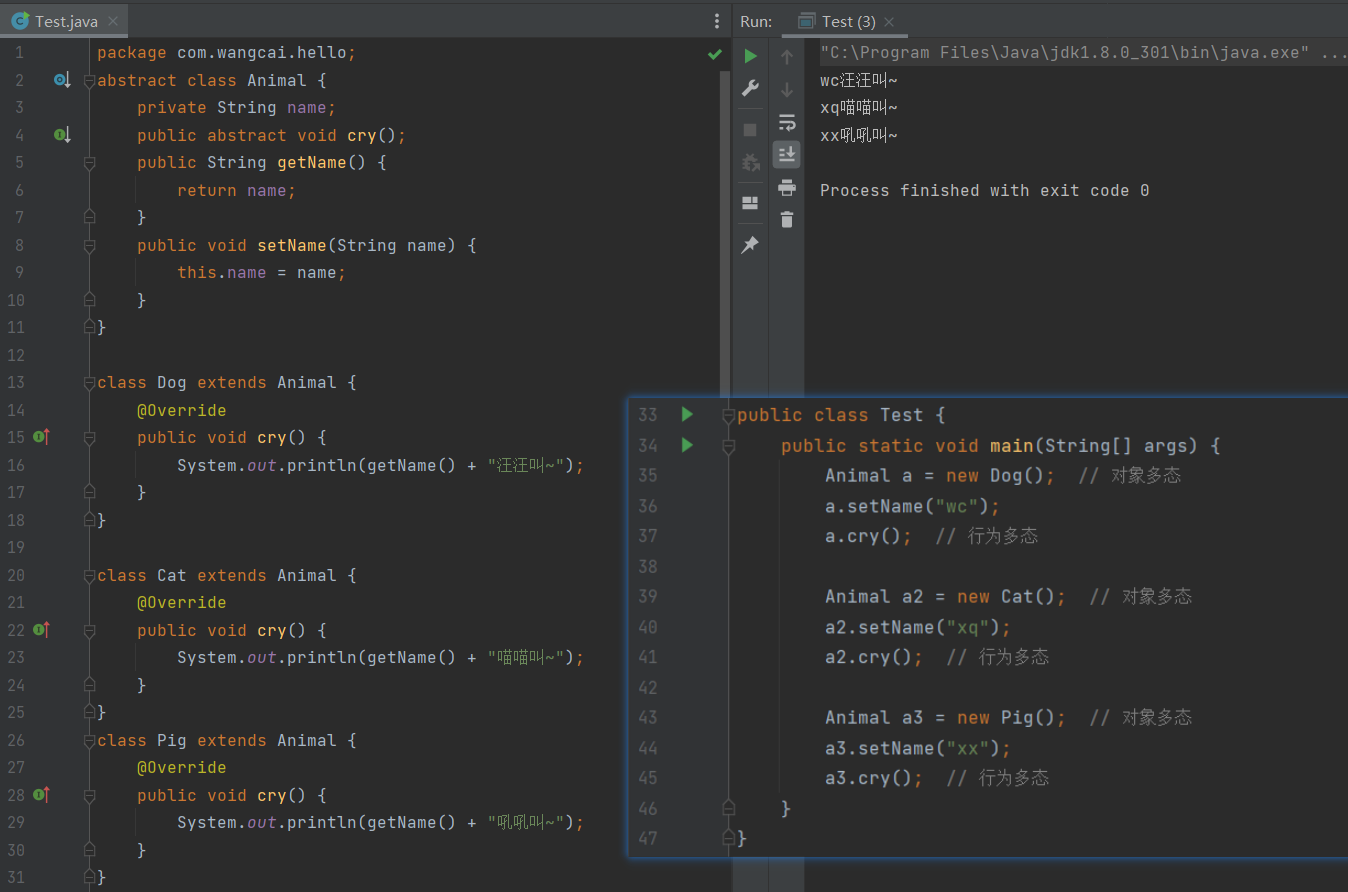 Test.java
1 package com.wangcai.hello;
2 abstract class Animal {
3 private String name;
4 public abstract void cry();
5 public String getName() {
6 return name;
7 }
8 public void setName(String name) {
9 this.name = name;
10 }
11 }
12
13 class Dog extends Animal {
14 @Override
15 public void cry() {
16 System.out.println(getName() + "汪汪叫~");
17 }
18 }
19
20 class Cat extends Animal {
21 @Override
22 public void cry() {
23 System.out.println(getName() + "喵喵叫~");
24 }
25 }
26 class Pig extends Animal {
27 @Override
28 public void cry() {
29 System.out.println(getName() + "吼吼叫~");
30 }
31 }
Run: Test (3)
"C:\Program Files\Java\jdk1.8.0_301\bin\java.exe" ...
wc汪汪叫~
xq喵喵叫~
xx吼吼叫~
Process finished with exit code 0
33 public class Test {
34 public static void main(String[] args) {
35 Animal a = new Dog(); // 对象多态
36 a.setName("wc");
37 a.cry(); // 行为多态
38
39 Animal a2 = new Cat(); // 对象多态
40 a2.setName("xq");
41 a2.cry(); // 行为多态
42
43 Animal a3 = new Pig(); // 对象多态
44 a3.setName("xx");
45 a3.cry(); // 行为多态
46 }
47 }